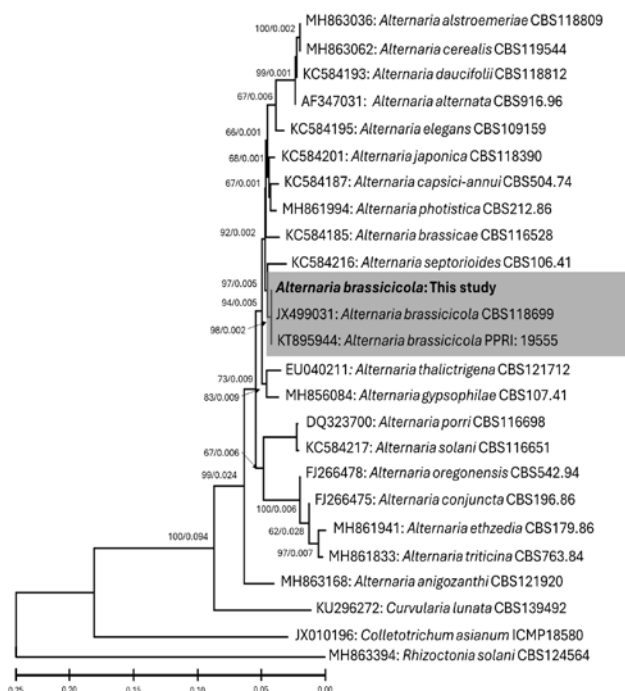 100/0.002
MH863036: Alternaria alstroemeriae CBS118809
MH863062: Alternaria cerealis CBS119544
99/0.001
KC584193: Alternaria daucifolii CBS118812
67/0.006
AF347031: Alternaria alternata CBS916.96
66/0.001
KC584195: Alternaria elegans CBS109159
68/0.001
KC584201: Alternaria japonica CBS118390
67/0.001
KC584187: Alternaria capsici-annui CBS504.74
MH861994: Alternaria photistica CBS212.86
92/0.002
KC584185: Alternaria brassicae CBS116528
KC584216: Alternaria septorioides CBS106.41
97/0.005
Alternaria brassicicola: This study
94/0.005
JX499031: Alternaria brassicicola CBS118699
98/0.002
KT895944: Alternaria brassicicola PPRI: 19555
73/0.009
EU040211: Alternaria thalictrigena CBS121712
83/0.009
MH856084: Alternaria gypsophilae CBS107.41
DQ323700: Alternaria porri CBS116698
67/0.006
KC584217: Alternaria solani CBS116651
99/0.024
FJ266478: Alternaria oregonensis CBS542.94
FJ266475: Alternaria conjuncta CBS196.86
100/0.006
62/0.028
MH861941: Alternaria ethzedia CBS179.86
100/0.094
97/0.007
MH861833: Alternaria triticina CBS763.84
MH863168: Alternaria anigozanthi CBS121920
KU296272: Curvularia lunata CBS139492
JX010196: Colletotrichum asianum ICMP18580
MH863394: Rhizoctonia solani CBS124564
0.25 0.20 0.15 0.10 0.05 0.00